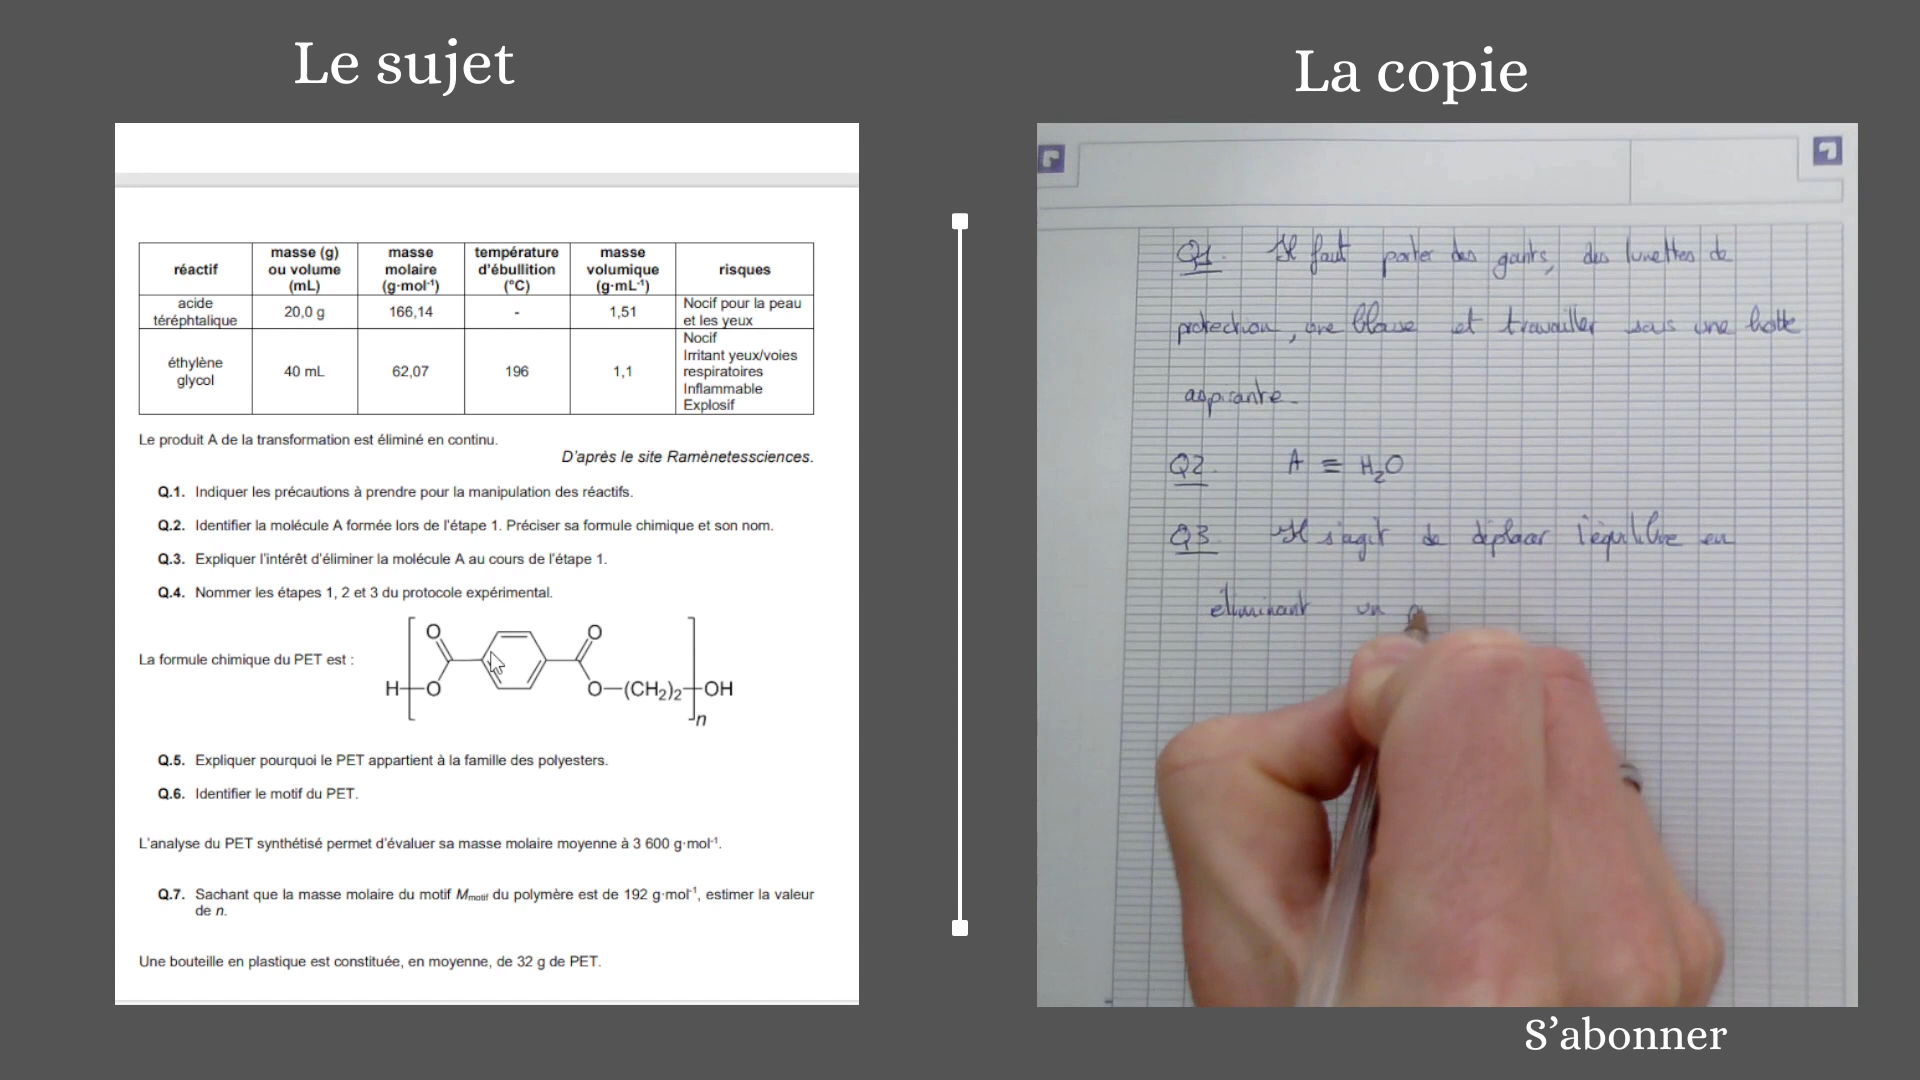 Le sujet
réactif masse (g) ou volume (mL) masse molaire (g·mol⁻¹) température d'ébullition (°C) masse volumique (g·mL⁻¹) risques
acide téréphtalique 20,0 g 166,14 - 1,51 Nocif pour la peau et les yeux
éthylène glycol 40 mL 62,07 196 1,1 Nocif Irritant yeux/voies respiratoires Inflammable Explosif
Le produit A de la transformation est éliminé en continu.
D'après le site Ramènetessciences.
Q.1. Indiquer les précautions à prendre pour la manipulation des réactifs.
Q.2. Identifier la molécule A formée lors de l'étape 1. Préciser sa formule chimique et son nom.
Q.3. Expliquer l'intérêt d'éliminer la molécule A au cours de l'étape 1.
Q.4. Nommer les étapes 1, 2 et 3 du protocole expérimental.
La formule chimique du PET est :
O O
H O O—(CH₂)₂ OH
n
Q.5. Expliquer pourquoi le PET appartient à la famille des polyesters.
Q.6. Identifier le motif du PET.
L'analyse du PET synthétisé permet d'évaluer sa masse molaire moyenne à 3 600 g·mol⁻¹.
Q.7. Sachant que la masse molaire du motif Mmotif du polymère est de 192 g·mol⁻¹, estimer la valeur
de n.
Une bouteille en plastique est constituée, en moyenne, de 32 g de PET.
La copie
Q1. Il faut porter des gants, des lunettes de
protection, une blouse et travailler sous une hotte
aspirante.
Q2. A ≡ H₂O
Q3 Il s'agit de déplacer l'équilibre en
éliminant un
S'abonner